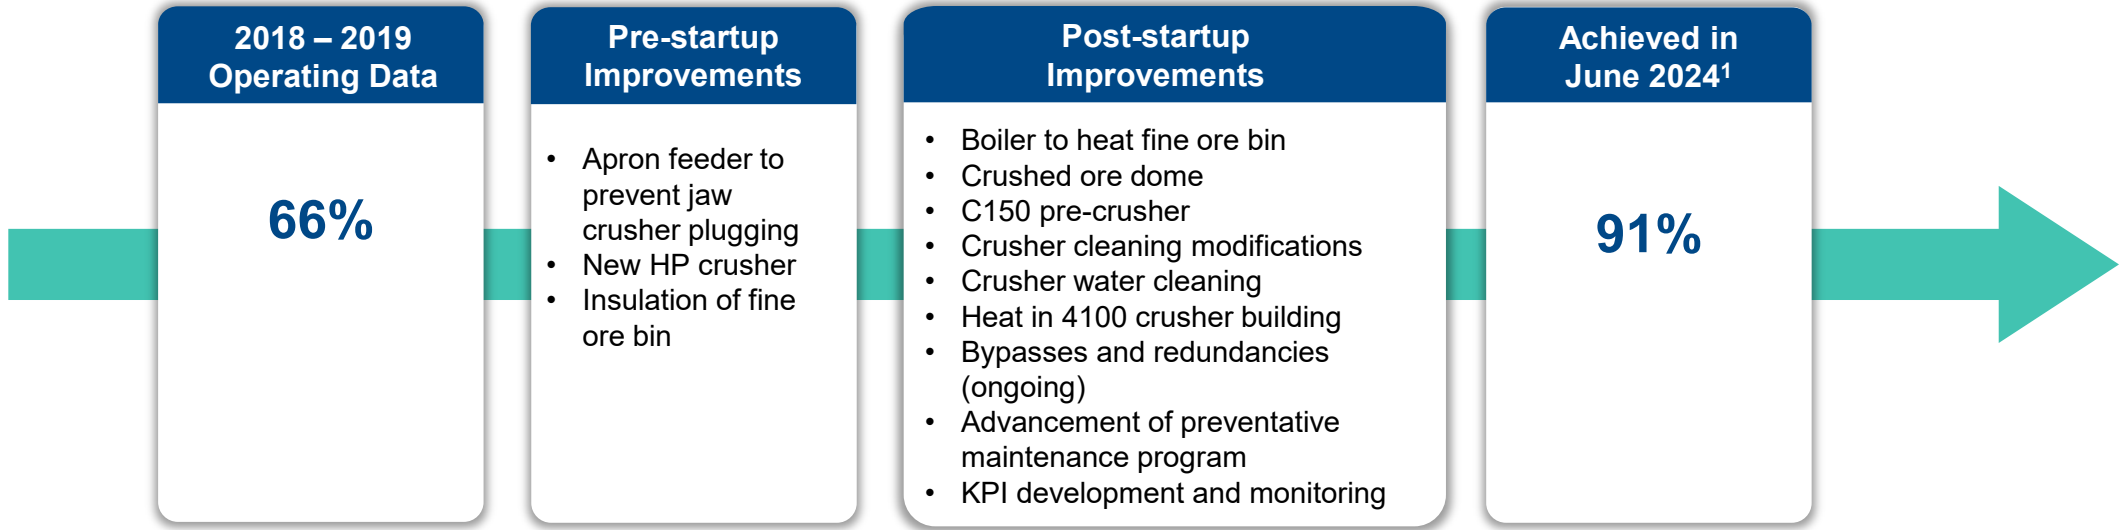 2018 – 2019
Operating Data
66%
Pre-startup
Improvements
• Apron feeder to
prevent jaw
crusher plugging
• New HP crusher
• Insulation of fine
ore bin
Post-startup
Improvements
• Boiler to heat fine ore bin
• Crushed ore dome
• C150 pre-crusher
• Crusher cleaning modifications
• Crusher water cleaning
• Heat in 4100 crusher building
• Bypasses and redundancies
(ongoing)
• Advancement of preventative
maintenance program
• KPI development and monitoring
Achieved in
June 2024¹
91%